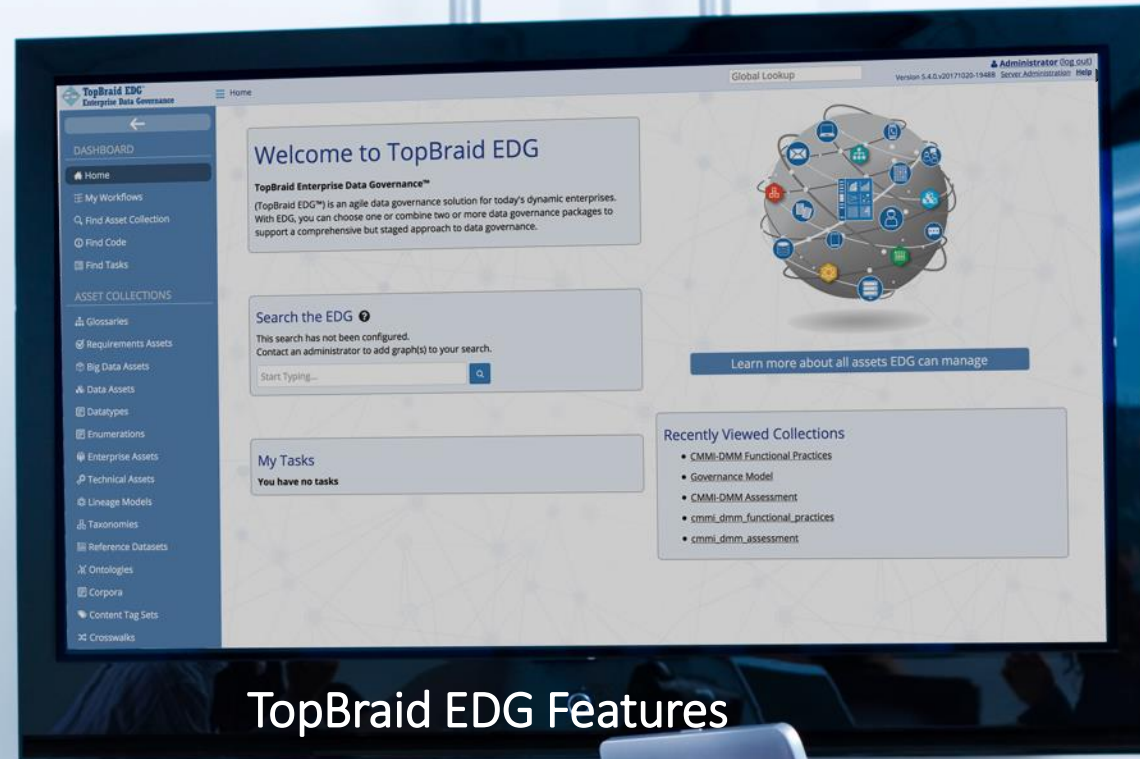 TopBraid EDG™
Enterprise Data Governance
Home
Global Lookup
Administrator (log out)
Version 5.4.0.v20171020-1948B Server Administration Help
DASHBOARD
Home
My Workflows
Find Asset Collection
Find Code
Find Tasks
ASSET COLLECTIONS
Glossaries
Requirements Assets
Big Data Assets
Data Assets
Datatypes
Enumerations
Enterprise Assets
Technical Assets
Lineage Models
Taxonomies
Reference Datasets
Ontologies
Corpora
Content Tag Sets
Crosswalks
Welcome to TopBraid EDG
TopBraid Enterprise Data Governance™
(TopBraid EDG™) is an agile data governance solution for today's dynamic enterprises.
With EDG, you can choose one or combine two or more data governance packages to
support a comprehensive but staged approach to data governance.
Search the EDG
This search has not been configured.
Contact an administrator to add graph(s) to your search.
Start Typing...
My Tasks
You have no tasks
Learn more about all assets EDG can manage
Recently Viewed Collections
• CMMI-DMM Functional Practices
• Governance Model
• CMMI-DMM Assessment
• cmmi_dmm_functional_practices
• cmmi_dmm_assessment
TopBraid EDG Features